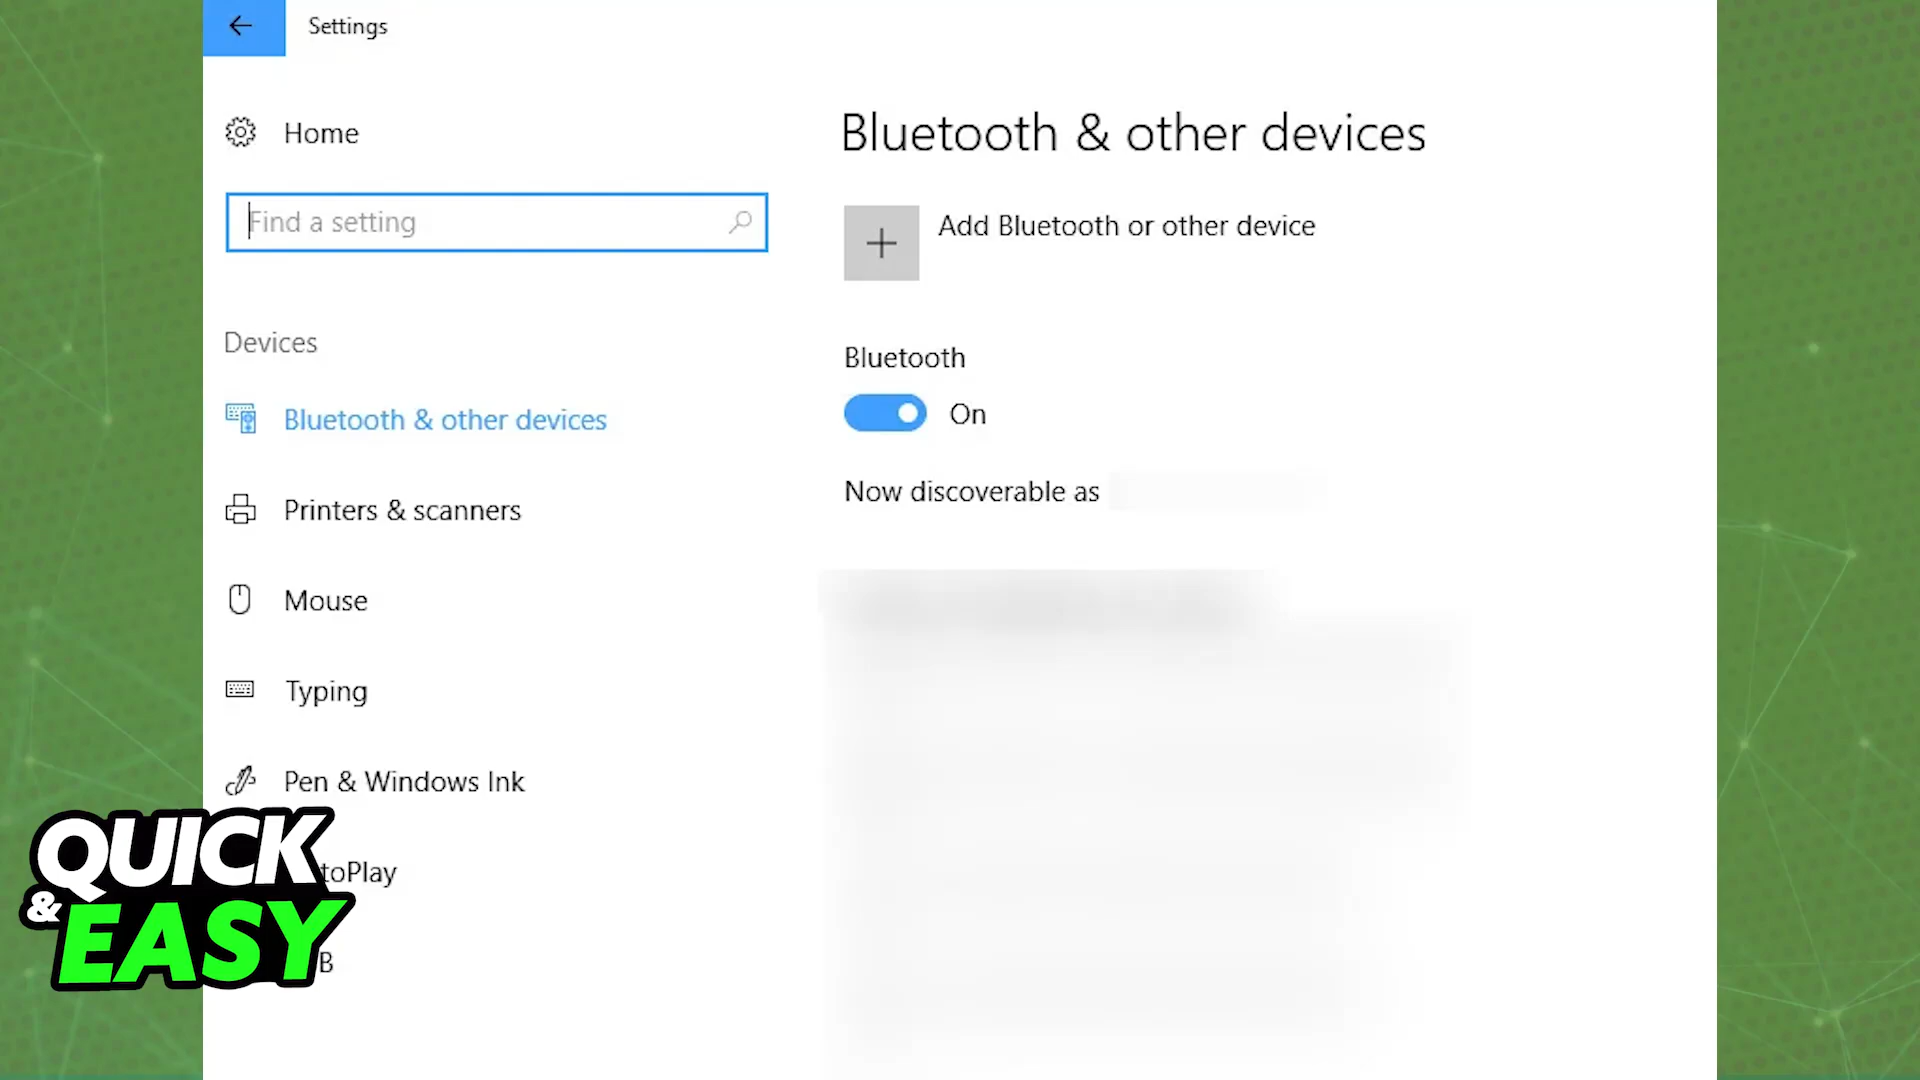 Settings
Home
Find a setting
Devices
Bluetooth & other devices
Printers & scanners
Mouse
Typing
Pen & Windows Ink
toPlay
B
Bluetooth & other devices
Add Bluetooth or other device
Bluetooth
On
Now discoverable as
QUICK
& EASY